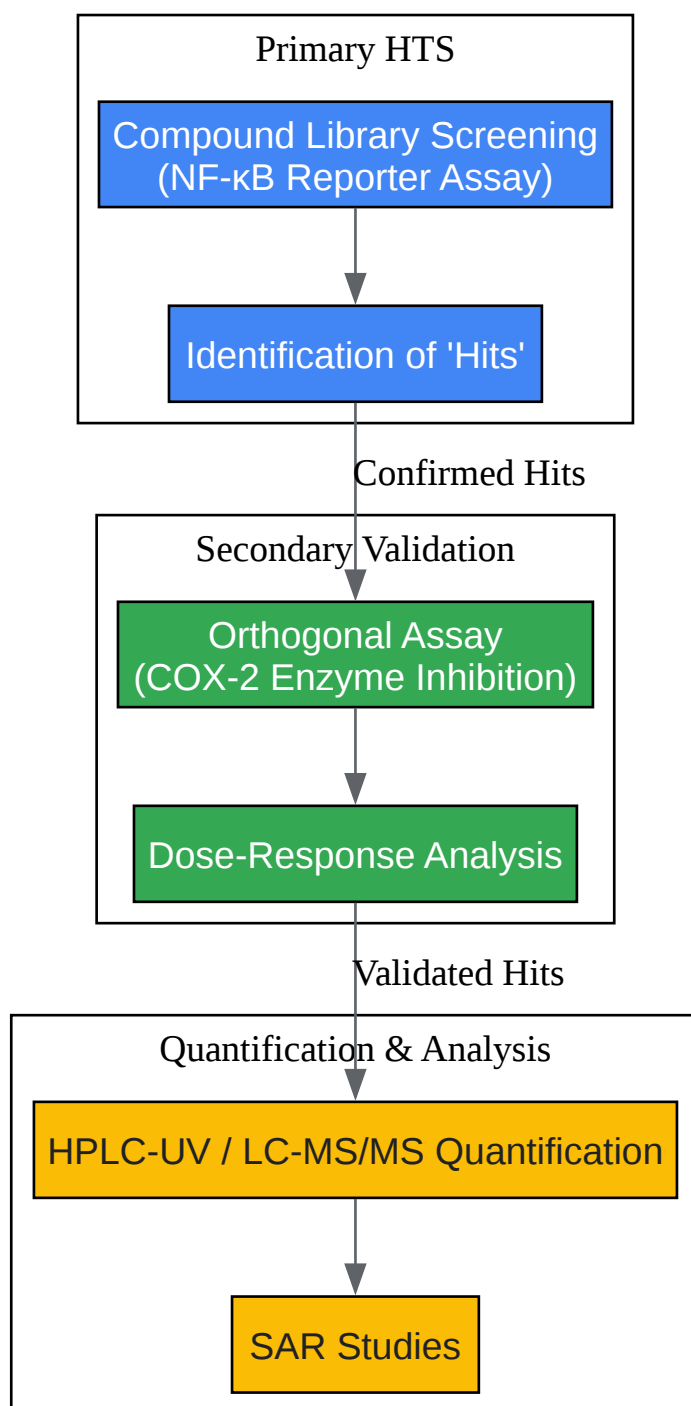 Primary HTS
Compound Library Screening
(NF-κB Reporter Assay)
Identification of 'Hits'
Confirmed Hits
Secondary Validation
Orthogonal Assay
(COX-2 Enzyme Inhibition)
Dose-Response Analysis
Validated Hits
Quantification & Analysis
HPLC-UV / LC-MS/MS Quantification
SAR Studies